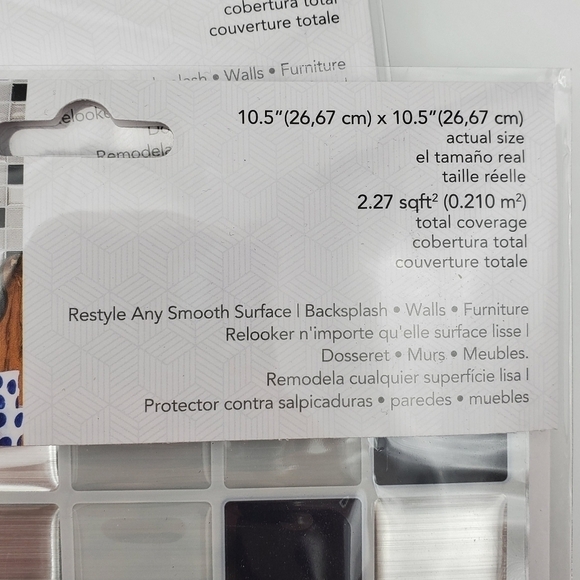 cobertura total
couverture totale
• Walls • Furniture
Remodela
10.5"(26,67 cm) x 10.5"(26,67 cm)
actual size
el tamaño real
taille réelle
2.27 sqft² (0.210 m²)
total coverage
cobertura total
couverture totale
Restyle Any Smooth Surface | Backsplash • Walls • Furniture
Relooker n'importe qu'elle surface lisse |
Dosseret • Murs • Meubles.
Remodela cualquier superfície lisa |
Protector contra salpicaduras • paredes • muebles